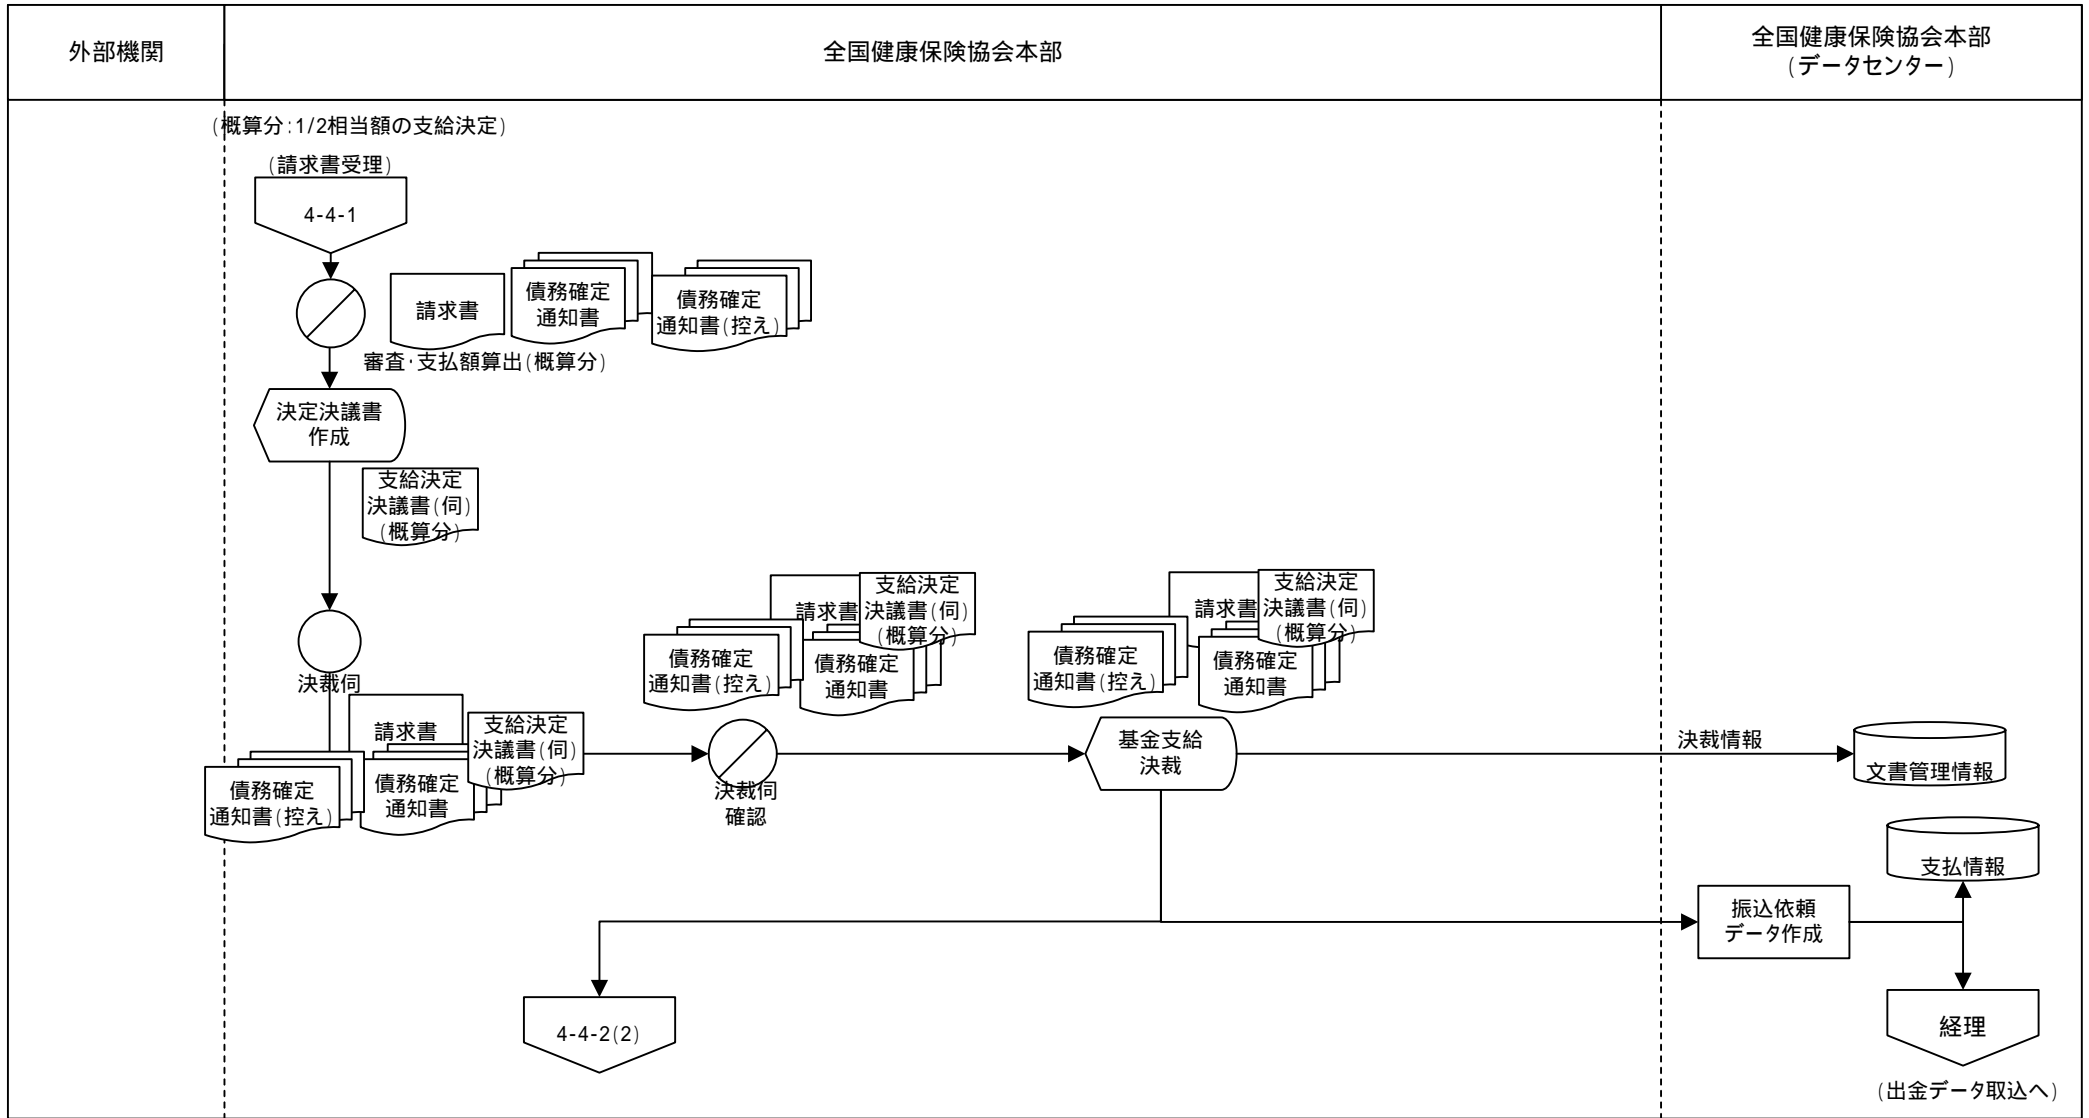 外部機関
全国健康保険協会本部
全国健康保険協会本部
(データセンター)
(概算分:1/2相当額の支給決定)
(請求書受理)
4-4-1
請求書
債務確定
通知書
債務確定
通知書(控え)
審査・支払額算出(概算分)
決定決議書
作成
支給決定
決議書(伺)
(概算分)
決裁伺
請求書
支給決定
決議書(伺)
(概算分)
債務確定
通知書(控え)
債務確定
通知書
請求書
支給決定
決議書(伺)
(概算分)
債務確定
通知書(控え)
債務確定
通知書
決裁伺
確認
請求書
支給決定
決議書(伺)
(概算分)
債務確定
通知書(控え)
債務確定
通知書
基金支給
決裁
決裁情報
文書管理情報
支払情報
振込依頼
データ作成
4-4-2(2)
経理
(出金データ取込へ)